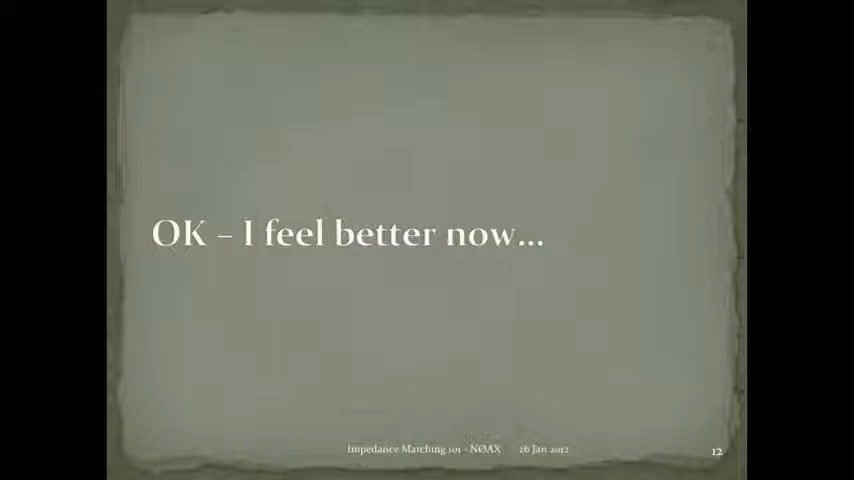 OK – I feel better now...
Impedance Matching 101 - NØAX 26 Jan 2012 12